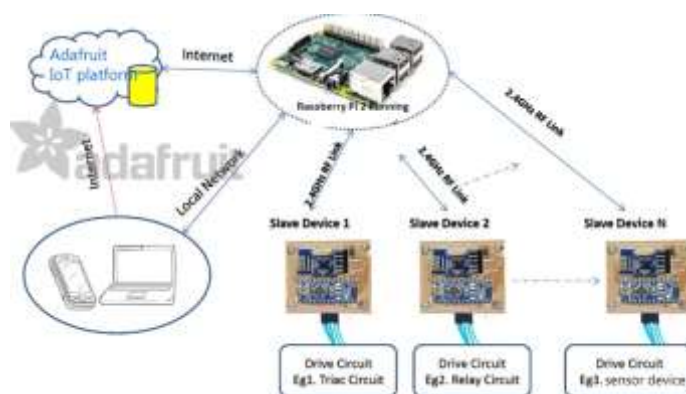 Adafruit
IoT platform
Internet
Raspberry Pi 2 Running
adafruit
Internet
Local Network
2.4GHz RF Link
2.4GHz RF Link
2.4GHz RF Link
Slave Device 1
Slave Device 2
Slave Device N
Drive Circuit
Eg1. Triac Circuit
Drive Circuit
Eg2. Relay Circuit
Drive Circuit
Eg3. sensor device